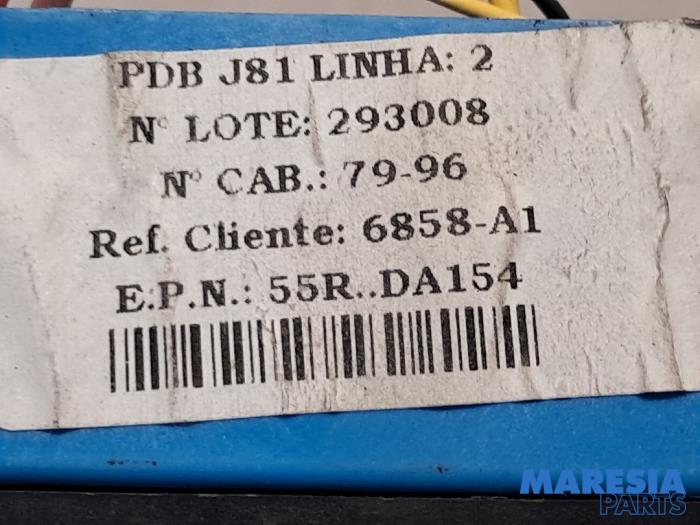 PDB J81 LINHA: 2
Nº LOTE: 293008
Nº CAB.: 79-96
Ref. Cliente: 6858-A1
E.P.N.: 55R..DA154
MARESIA
PARTS